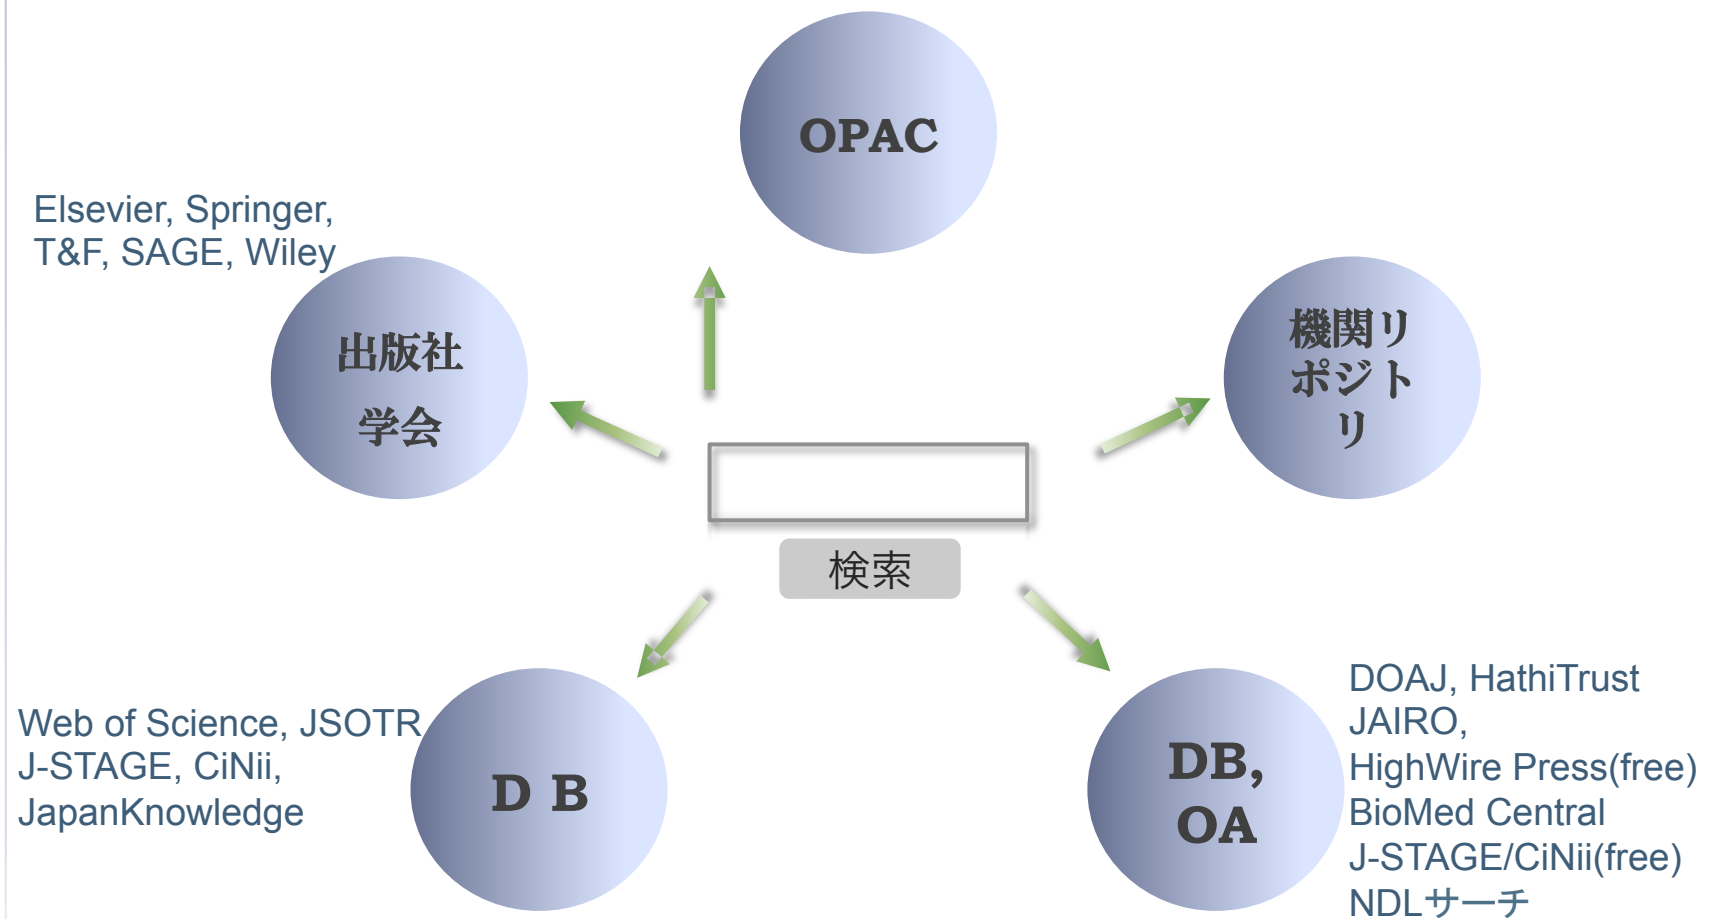 OPAC
Elsevier, Springer,
T&F, SAGE, Wiley
出版社
学会
機関リ
ポジト
リ
検索
Web of Science, JSOTR
J-STAGE, CiNii,
JapanKnowledge
D B
DB,
OA
DOAJ, HathiTrust
JAIRO,
HighWire Press(free)
BioMed Central
J-STAGE/CiNii(free)
NDLサーチ